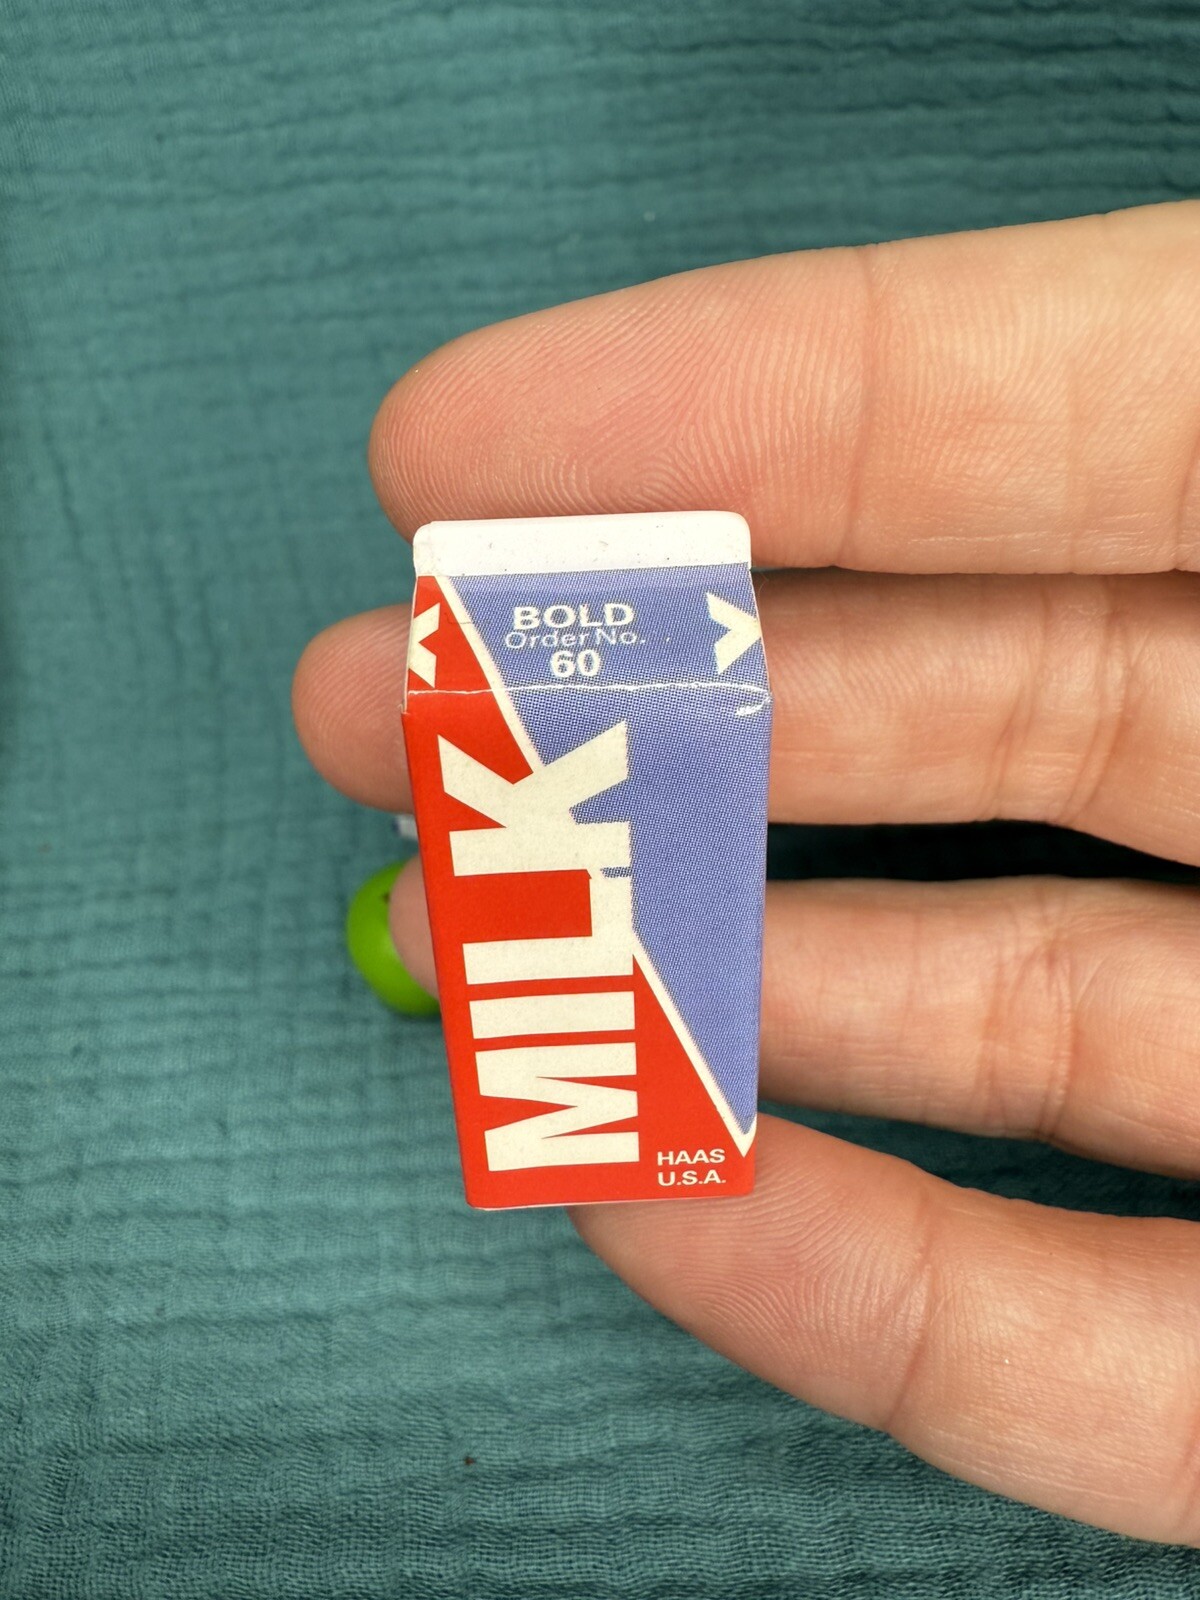 BOLD
Order No.
60
MILK
HAAS
U.S.A.